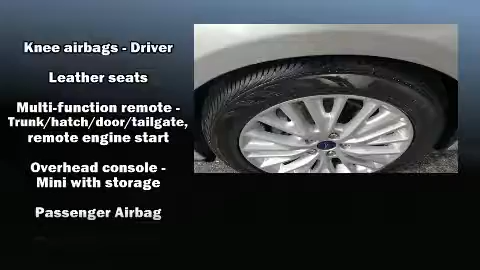 Knee airbags - Driver
Leather seats
Multi-function remote -
Trunk/hatch/door/tailgate,
remote engine start
Overhead console -
Mini with storage
Passenger Airbag